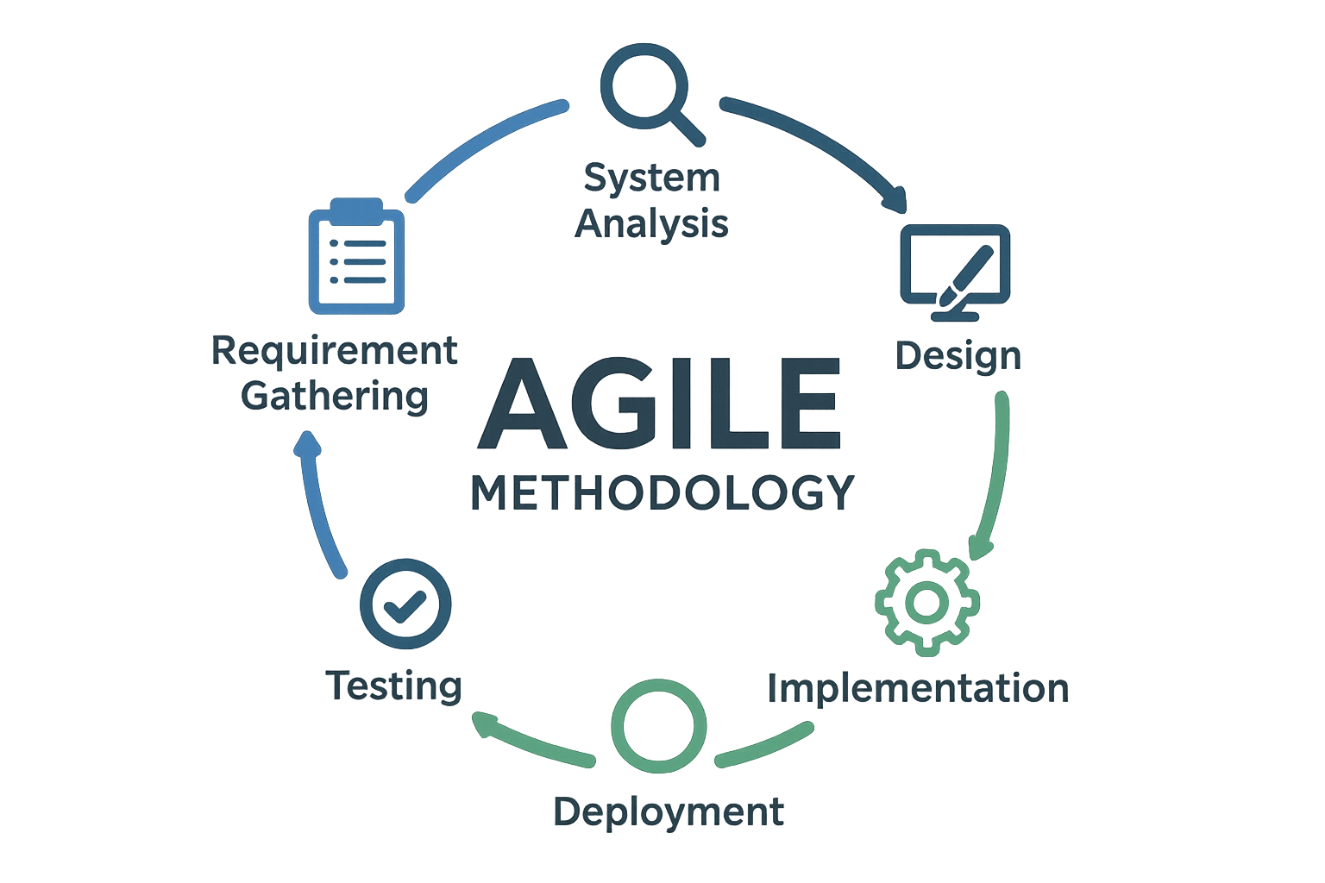 System
Analysis
Design
Requirement
Gathering
AGILE
METHODOLOGY
Implementation
Testing
Deployment